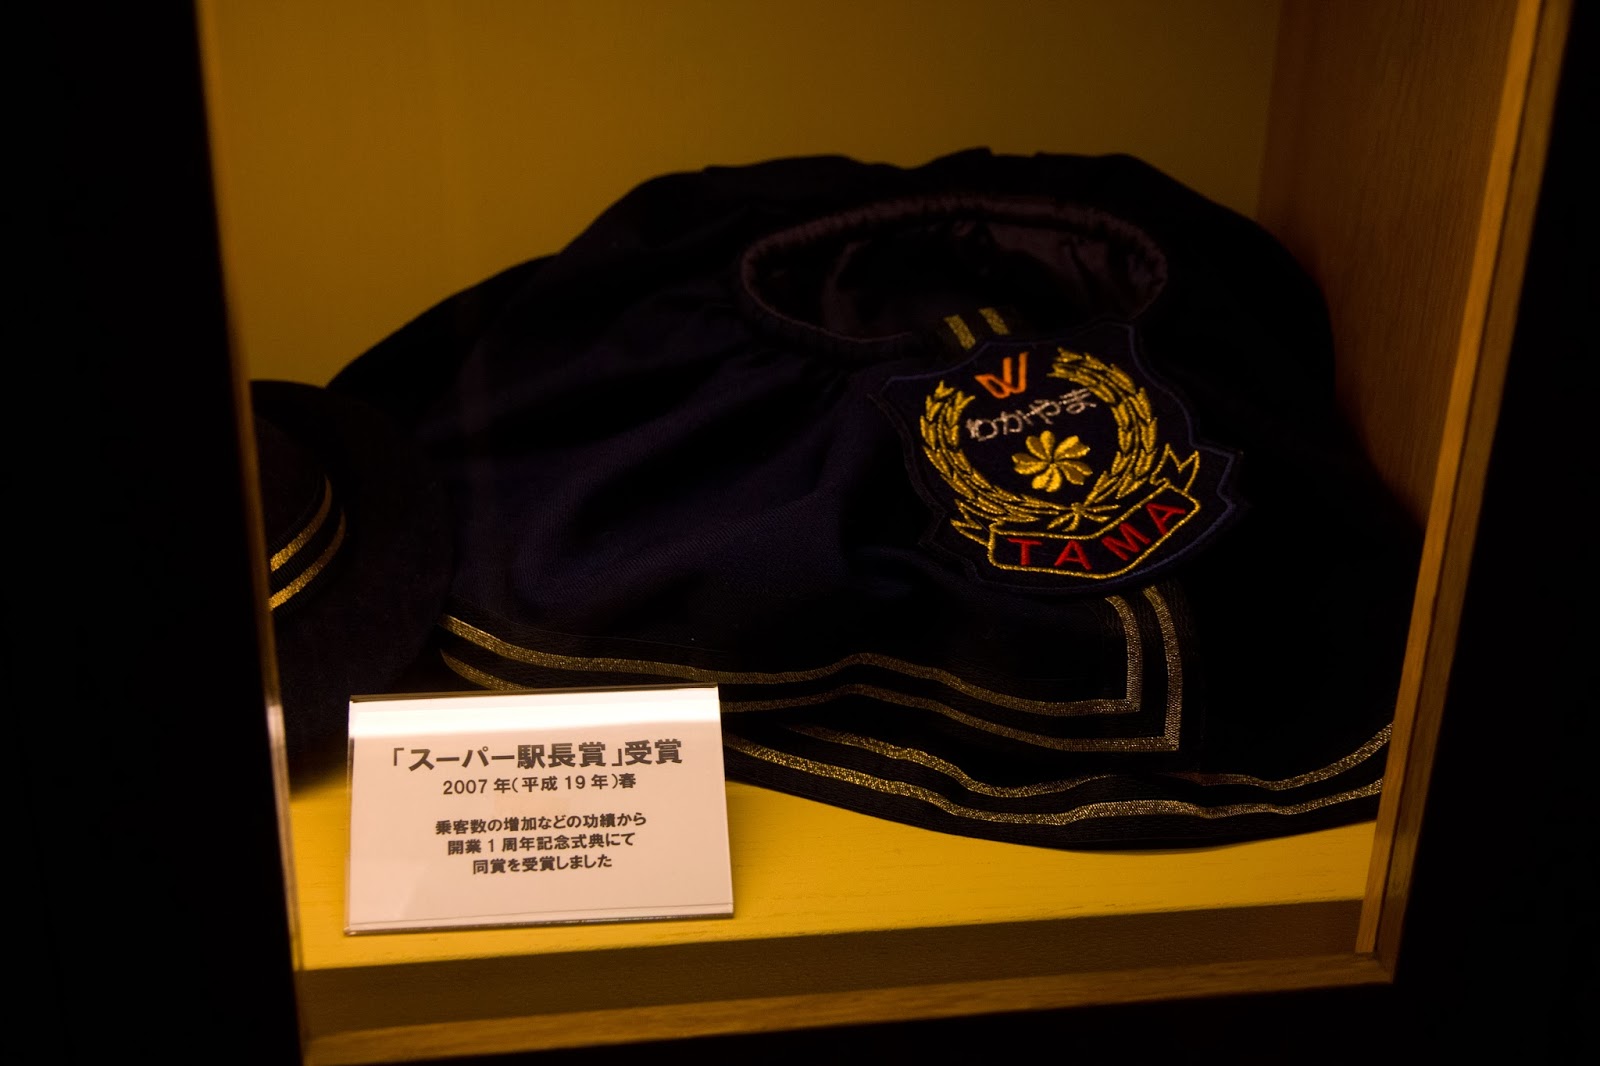 わかやま
TAMA
「スーパー駅長賞」受賞
2007年(平成19年)春
乗客数の増加などの功績から
開業1周年記念式典にて
同賞を受賞しました